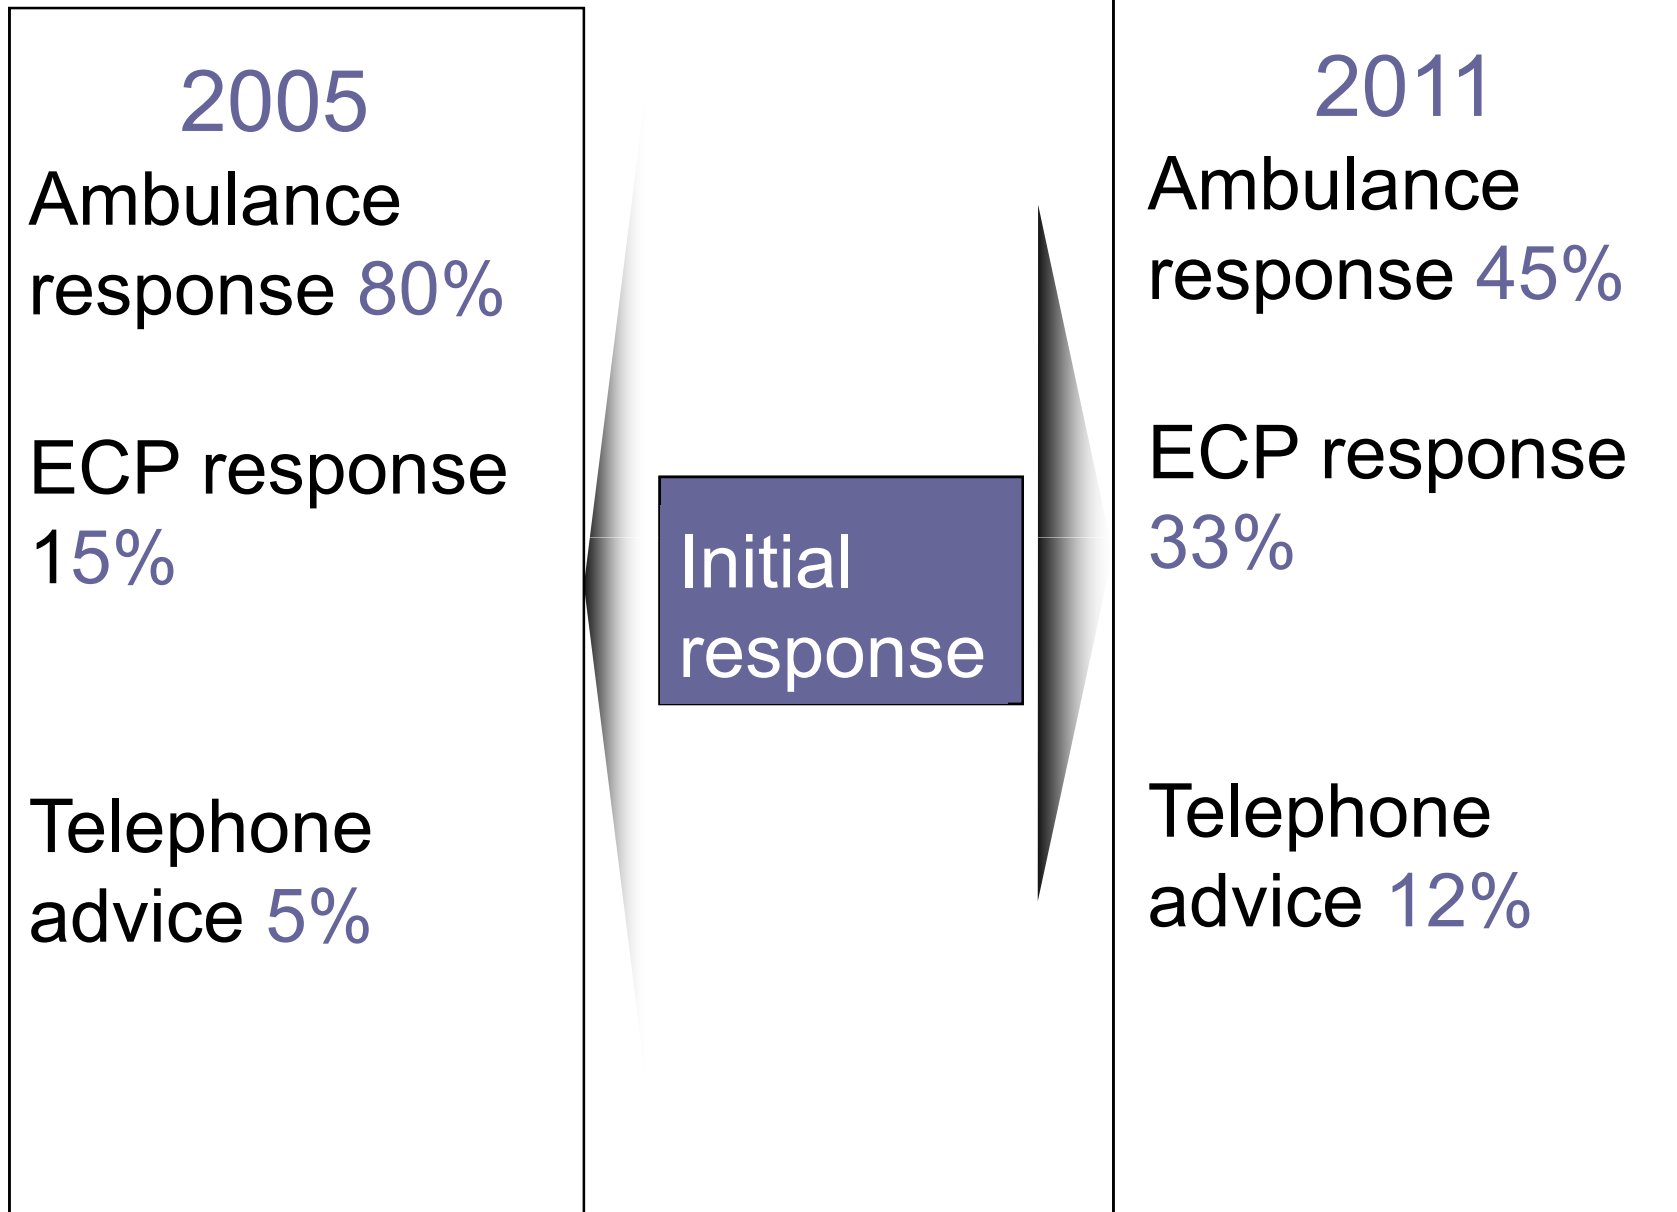 2005
Ambulance
response 80%
ECP response
15%
Telephone
advice 5%
Initial
response
2011
Ambulance
response 45%
ECP response
33%
Telephone
advice 12%